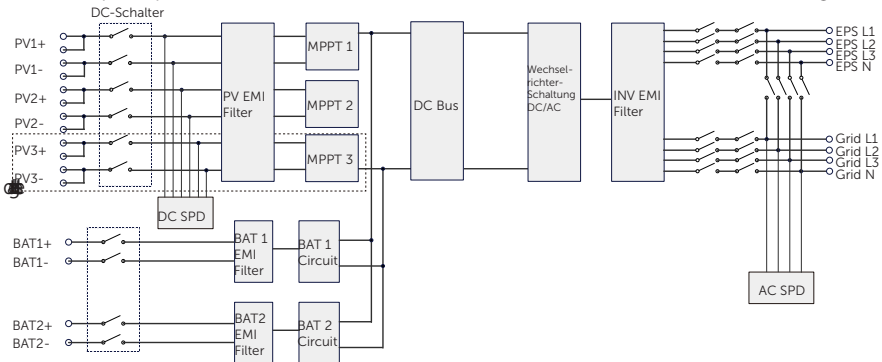 DC-Schalter
PV1+
PV1-
PV2+
PV2-
PV3+
PV3-
PV EMI
Filter
MPPT 1
MPPT 2
MPPT 3
DC SPD
DC Bus
Wechsel-
richter-
Schaltung
DC/AC
INV EMI
Filter
EPS L1
EPS L2
EPS L3
EPS N
Grid L1
Grid L2
Grid L3
Grid N
AC SPD
BAT1+
BAT1-
BAT 1
EMI
Filter
BAT 1
Circuit
BAT2+
BAT2-
BAT2
EMI
Filter
BAT 2
Circuit